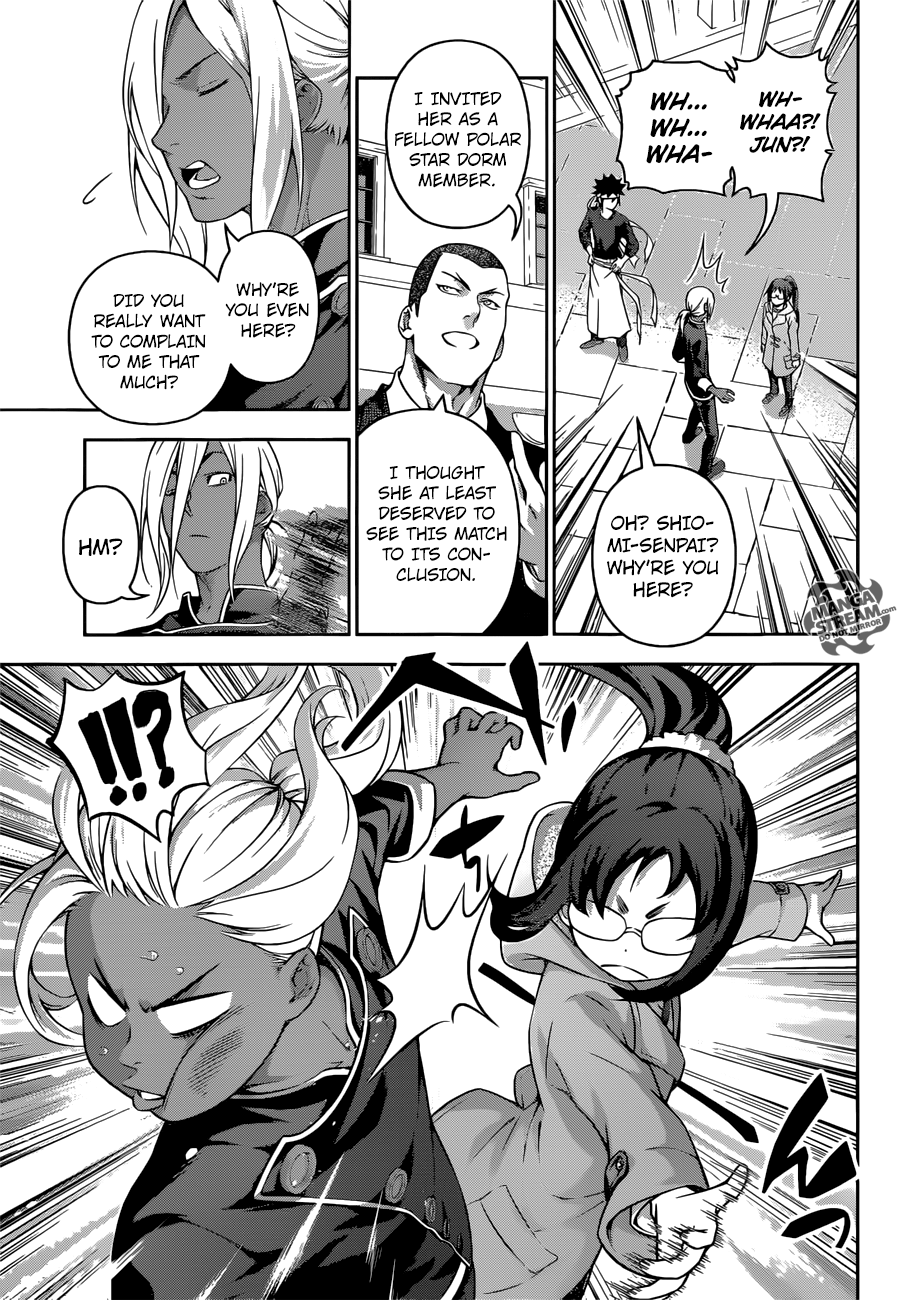 WH-
WHAA?!
JUN?!
WH...
WH...
WHA-
OH? SHIO-
MI-SENPAI?
WHY'RE YOU
HERE?
I INVITED
HER AS A
FELLOW POLAR
STAR DORM
MEMBER.
I THOUGHT
SHE AT LEAST
DESERVED TO
SEE THIS MATCH
TO ITS CON-
CLUSION.
WHY'RE
YOU EVEN
HERE?
DID YOU
REALLY WANT
TO COMPLAIN
TO ME THAT
MUCH?
HM?
!!?
MANGA
STREAM.com
DO NOT MIRROR